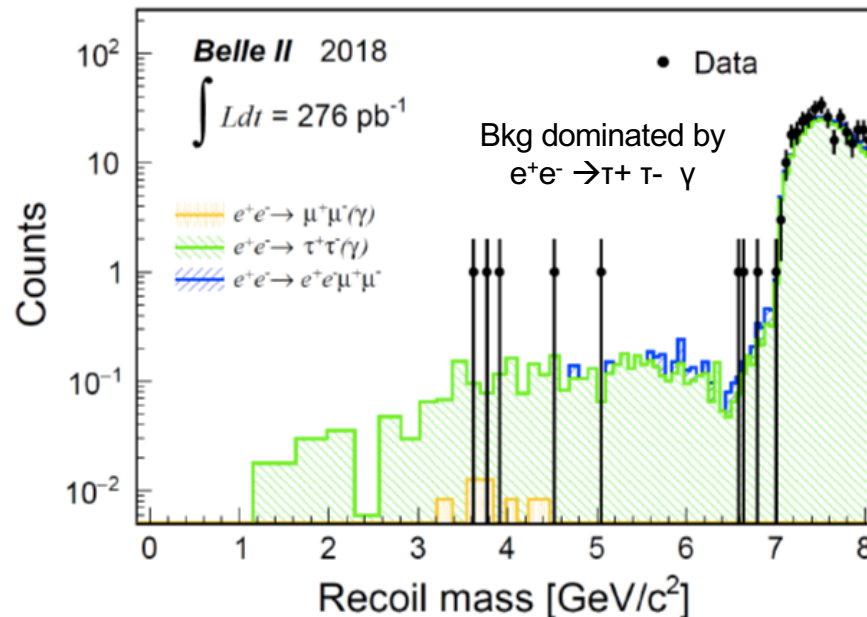 Belle II 2018
∫ Ldt = 276 pb⁻¹
Data
Bkg dominated by
e⁺e⁻ →τ+ τ- γ
e⁺e⁻→ μ⁺μ⁻(γ)
e⁺e⁻→ τ⁺τ⁻(γ)
e⁺e⁻→ e⁺e⁻μ⁺μ⁻
Counts
10²
10
1
10⁻¹
10⁻²
0 1 2 3 4 5 6 7 8
Recoil mass [GeV/c²]